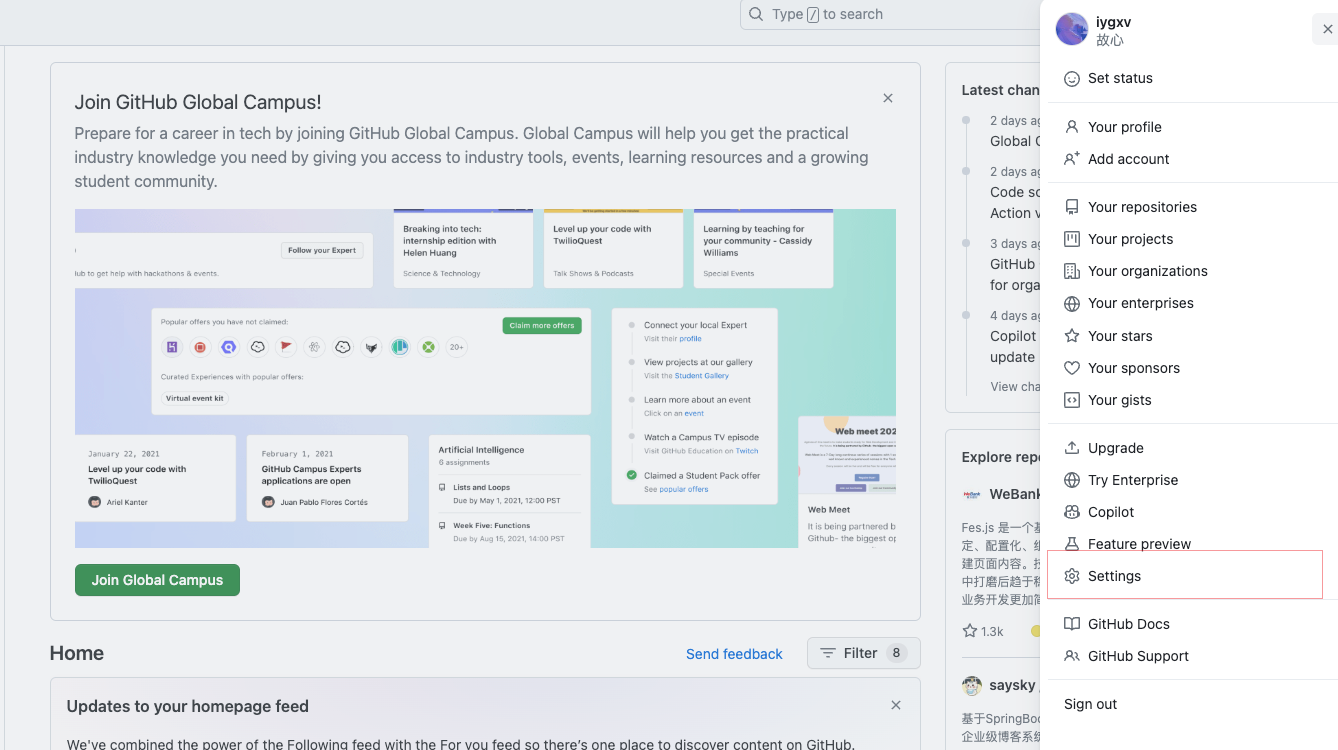 Type / to search
iygxv
故心
Set status
Your profile
Add account
Your repositories
Your projects
Your organizations
Your enterprises
Your stars
Your sponsors
Your gists
Upgrade
Try Enterprise
Copilot
Feature preview
Settings
GitHub Docs
GitHub Support
Sign out
Join GitHub Global Campus!
Prepare for a career in tech by joining GitHub Global Campus. Global Campus will help you get the practical
industry knowledge you need by giving you access to industry tools, events, learning resources and a growing
student community.
Follow your Expert
to get help with hackathons & events.
Breaking into tech:
internship edition with
Helen Huang
Science & Technology
Level up your code with
TwilioQuest
Talk Shows & Podcasts
Learning by teaching for
your community - Cassidy
Williams
Special Events
Popular offers you have not claimed:
Claim more offers
20+
Curated Experiences with popular offers:
Virtual event kit
Connect your local Expert
Visit their profile
View projects at our gallery
Visit the Student Gallery
Learn more about an event
Click on an event
Watch a Campus TV episode
Visit GitHub Education on Twitch
Claimed a Student Pack offer
See popular offers
January 22, 2021
Level up your code with
TwilioQuest
Ariel Kanter
February 1, 2021
GitHub Campus Experts
applications are open
Juan Pablo Flores Cortés
Artificial Intelligence
6 assignments
Lists and Loops
Due by May 1, 2021, 12:00 PST
Week Five: Functions
Due by Aug 15, 2021, 14:00 PST
Web meet 202
Web Meet
It is being partnered b
Github- the biggest op
Join Global Campus
Home
Send feedback
Filter 8
Updates to your homepage feed
We've combined the power of the Following feed with the For you feed so there's one place to discover content on GitHub.
Latest chan
2 days ag
Global C
2 days ag
Code sc
Action v
3 days ag
GitHub
for orga
4 days ag
Copilot
update
View cha
Explore repo
WeBank
Fes.js 是一个基
定、配置化、组
建页面内容。技
中打磨后趋于稳
业务开发更加简
1.3k
saysky /
基于SpringBoo
企业级博客系统